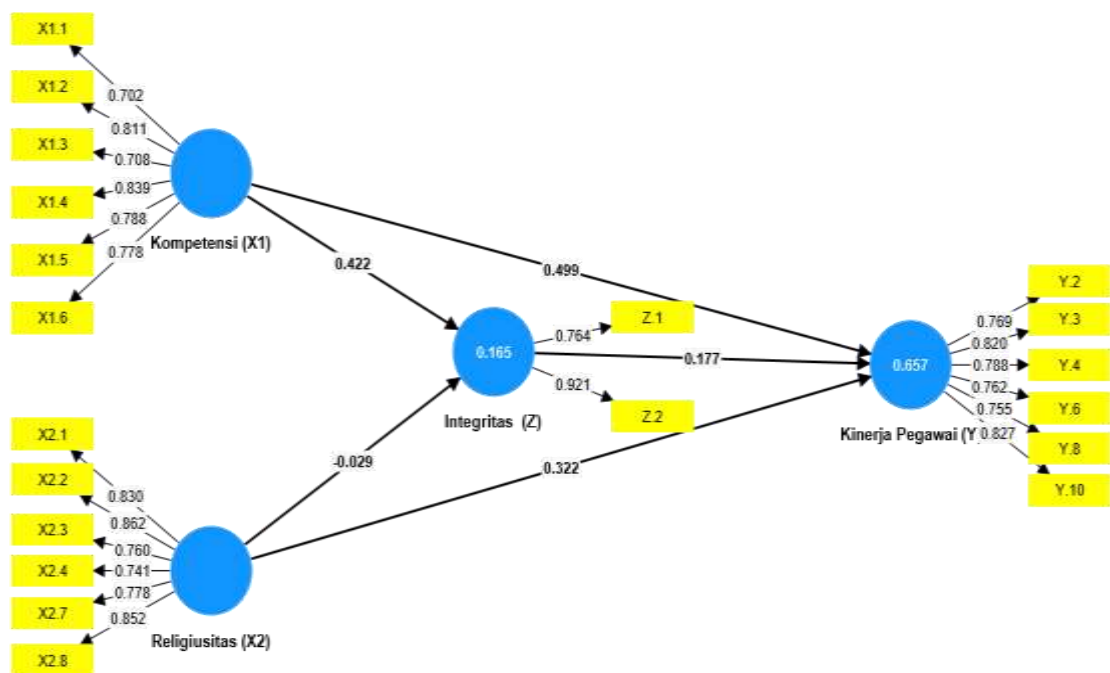 X1.1
X1.2
X1.3
X1.4
X1.5
X1.6
0.702
0.811
0.708
0.839
0.788
0.778
Kompetensi (X1)
0.422
0.499
0.165
Integritas (Z)
0.764
0.921
Z.1
Z.2
0.177
-0.029
0.322
X2.1
X2.2
X2.3
X2.4
X2.7
X2.8
0.830
0.862
0.760
0.741
0.778
0.852
Religiusitas (X2)
0.657
Kinerja Pegawai (Y
0.769
0.820
0.788
0.762
0.755
0.827
Y.2
Y.3
Y.4
Y.6
Y.8
Y.10